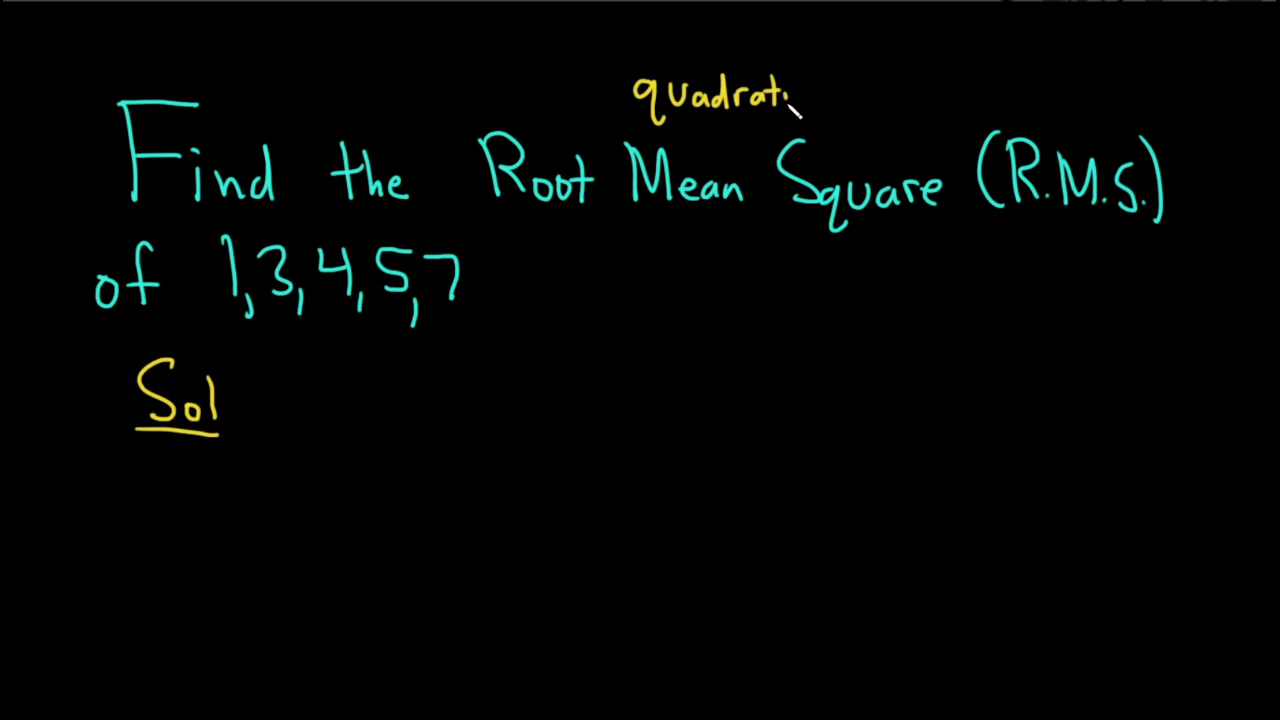 quadrati
Find the Root Mean Square (R.M.S.)
of 1,3,4,5,7
Sol